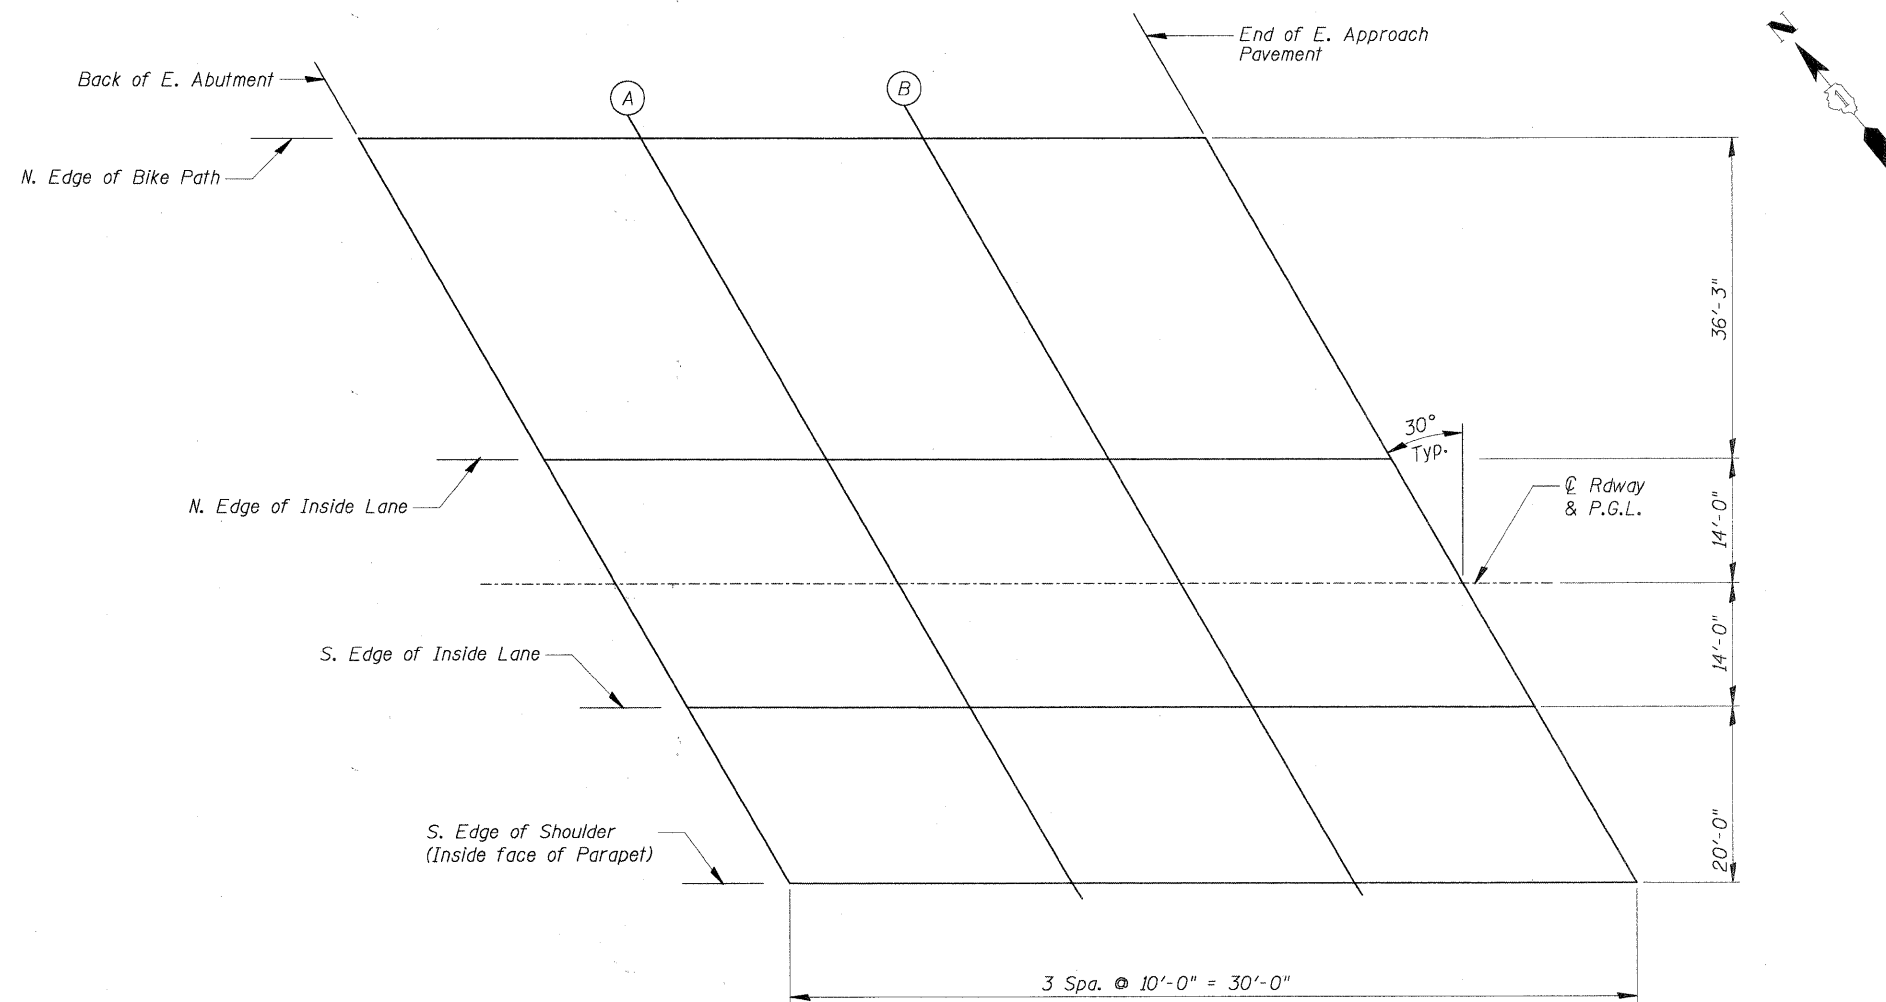 End of E. Approach
Pavement
N
Back of E. Abutment
A
B
N. Edge of Bike Path
36'-3"
30°
Typ.
℄ Rdway
& P.G.L.
N. Edge of Inside Lane
14'-0"
14'-0"
S. Edge of Inside Lane
S. Edge of Shoulder
(Inside face of Parapet)
20'-0"
3 Spa. @ 10'-0" = 30'-0"